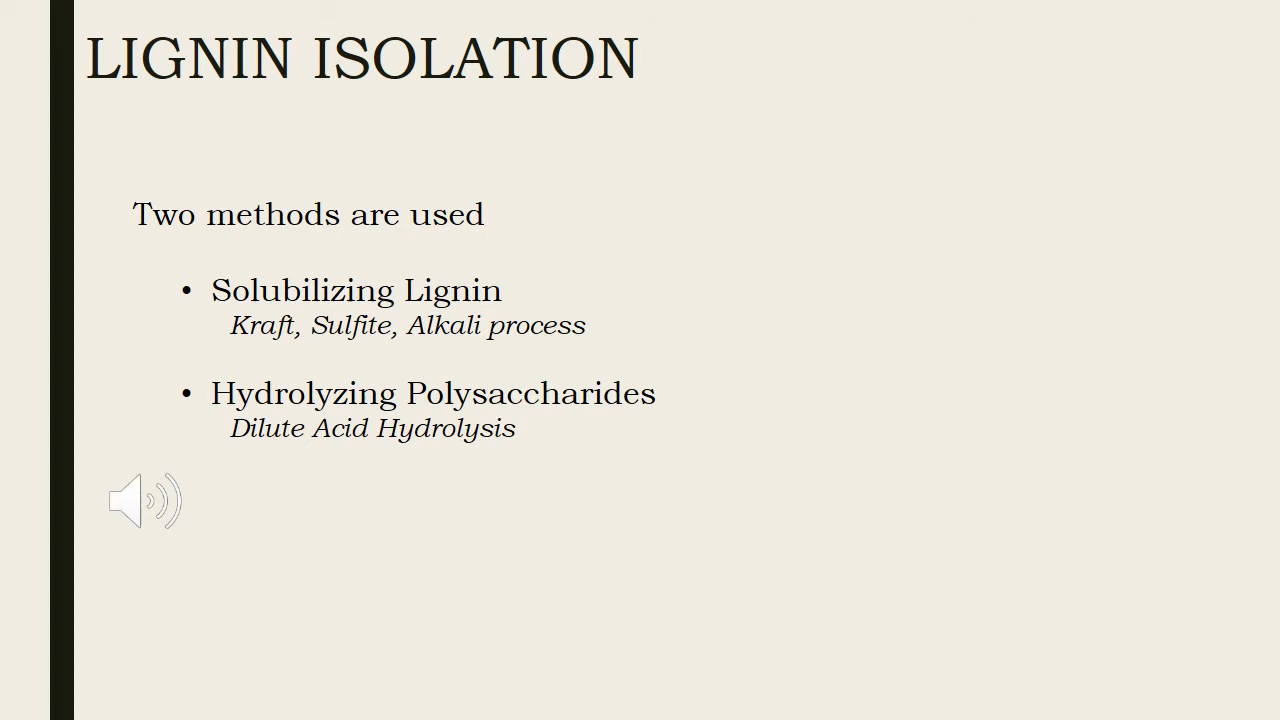 LIGNIN ISOLATION
Two methods are used
• Solubilizing Lignin
Kraft, Sulfite, Alkali process
• Hydrolyzing Polysaccharides
Dilute Acid Hydrolysis